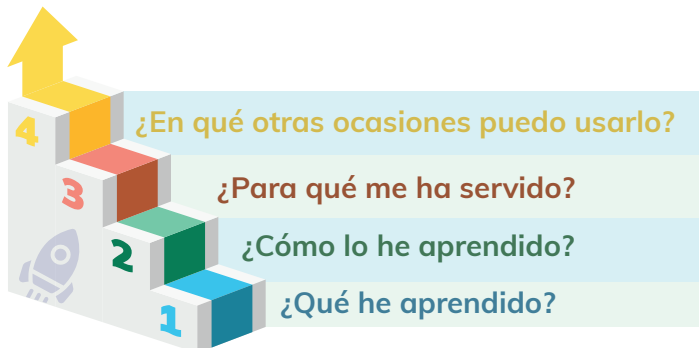 4 ¿En qué otras ocasiones puedo usarlo?
3 ¿Para qué me ha servido?
2 ¿Cómo lo he aprendido?
1 ¿Qué he aprendido?